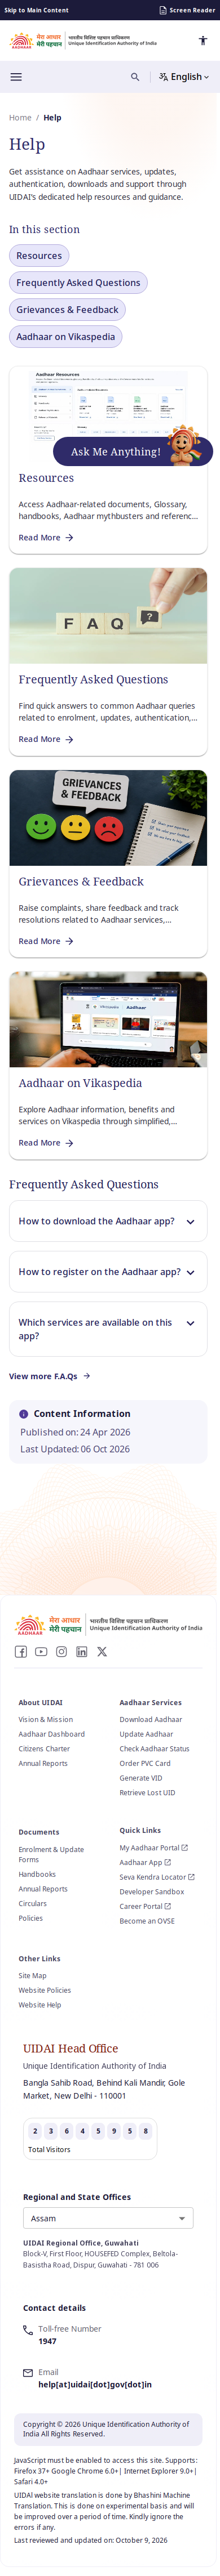 Skip to Main Content
Screen Reader
AADHAAR
मेरा आधार
मेरी पहचान
भारतीय विशिष्ट पहचान प्राधिकरण
Unique Identification Authority of India
English
Home / Help
Help
Get assistance on Aadhaar services, updates,
authentication, downloads and support through
UIDAI's dedicated help resources and guidance.
In this section
Resources
Frequently Asked Questions
Grievances & Feedback
Aadhaar on Vikaspedia
Aadhaar Resources
Ask Me Anything!
Resources
Access Aadhaar-related documents, Glossary,
handbooks, Aadhaar mythbusters and referenc...
Read More
F A Q ?
Frequently Asked Questions
Find quick answers to common Aadhaar queries
related to enrolment, updates, authentication,...
Read More
GRIEVANCES
& FEEDBACK
Grievances & Feedback
Raise complaints, share feedback and track
resolutions related to Aadhaar services,...
Read More
Aadhaar
Aadhaar on Vikaspedia
Explore Aadhaar information, benefits and
services on Vikaspedia through simplified,...
Read More
Frequently Asked Questions
How to download the Aadhaar app?
How to register on the Aadhaar app?
Which services are available on this
app?
View more F.A.Qs
Content Information
Published on: 24 Apr 2026
Last Updated: 06 Oct 2026
AADHAAR
मेरा आधार
मेरी पहचान
भारतीय विशिष्ट पहचान प्राधिकरण
Unique Identification Authority of India
About UIDAI
Vision & Mission
Aadhaar Dashboard
Citizens Charter
Annual Reports
Aadhaar Services
Download Aadhaar
Update Aadhaar
Check Aadhaar Status
Order PVC Card
Generate VID
Retrieve Lost UID
Documents
Enrolment & Update
Forms
Handbooks
Annual Reports
Circulars
Policies
Quick Links
My Aadhaar Portal
Aadhaar App
Seva Kendra Locator
Developer Sandbox
Career Portal
Become an OVSE
Other Links
Site Map
Website Policies
Website Help
UIDAI Head Office
Unique Identification Authority of India
Bangla Sahib Road, Behind Kali Mandir, Gole
Market, New Delhi - 110001
2 3 6 4 5 9 5 8
Total Visitors
Regional and State Offices
Assam
UIDAI Regional Office, Guwahati
Block-V, First Floor, HOUSEFED Complex, Beltola-
Basistha Road, Dispur, Guwahati - 781 006
Contact details
Toll-free Number
1947
Email
help[at]uidai[dot]gov[dot]in
Copyright © 2026 Unique Identification Authority of
India All Rights Reserved.
JavaScript must be enabled to access this site. Supports:
Firefox 37+ Google Chrome 6.0+| Internet Explorer 9.0+|
Safari 4.0+
UIDAI website translation is done by Bhashini Machine
Translation. This is done on experimental basis and will
be improved over a period of time. Kindly ignore the
errors if any.
Last reviewed and updated on: October 9, 2026